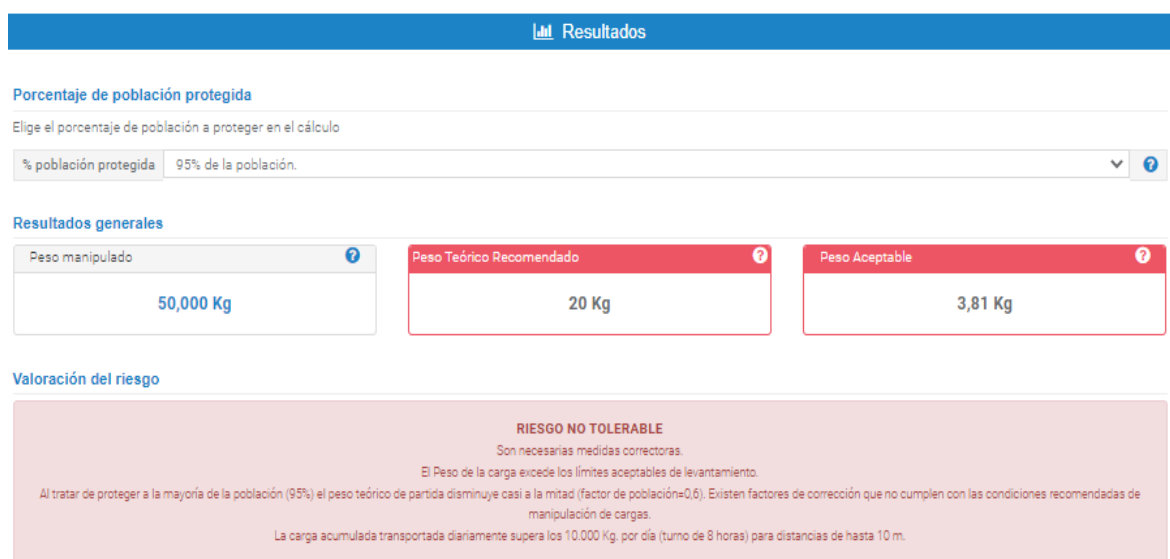 Resultados
Porcentaje de población protegida
Elige el porcentaje de población a proteger en el cálculo
% población protegida 95% de la población.
Resultados generales
Peso manipulado
50,000 Kg
Peso Teórico Recomendado
20 Kg
Peso Aceptable
3,81 Kg
Valoración del riesgo
RIESGO NO TOLERABLE
Son necesarias medidas correctoras.
El Peso de la carga excede los límites aceptables de levantamiento.
Al tratar de proteger a la mayoría de la población (95%) el peso teórico de partida disminuye casi a la mitad (factor de población=0,6). Existen factores de corrección que no cumplen con las condiciones recomendadas de
manipulación de cargas.
La carga acumulada transportada diariamente supera los 10.000 Kg. por día (turno de 8 horas) para distancias de hasta 10 m.